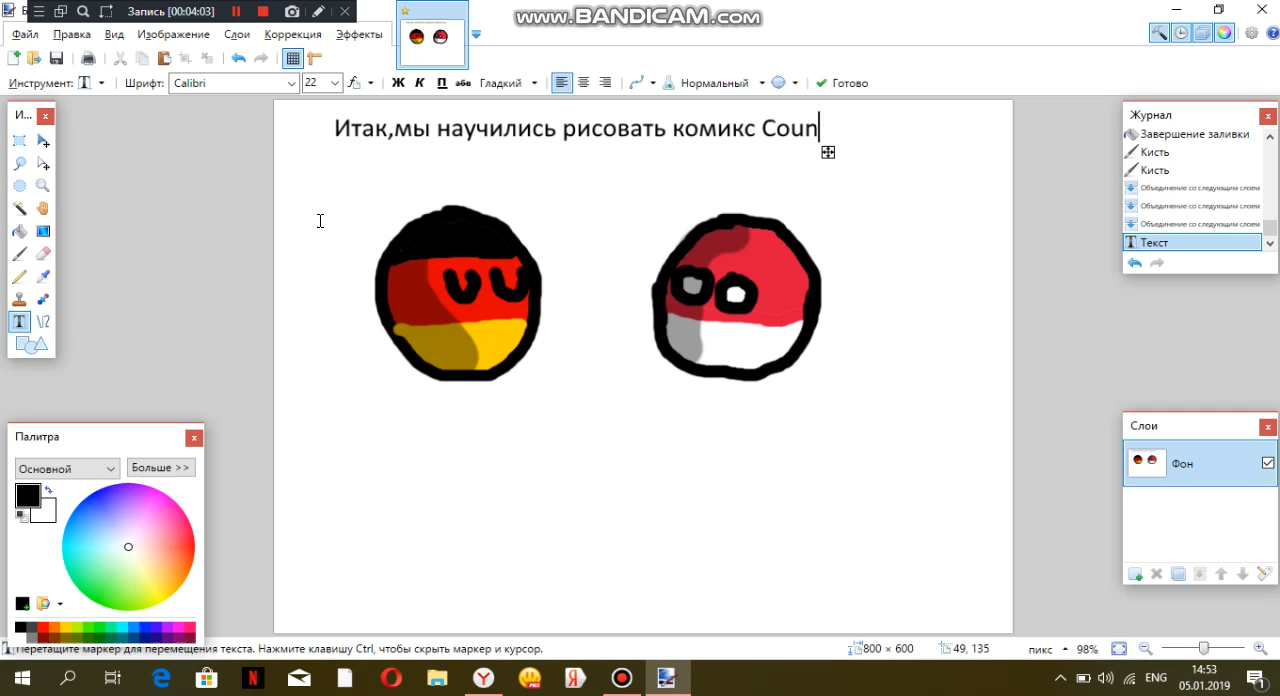 Запись [00:04:03]
www.BANDICAM.com
Файл Правка Вид Изображение Слои Коррекция Эффекты
Инструмент: T Шрифт: Calibri 22 Ж К П абв Гладкий Нормальный Готово
И...
Итак,мы научились рисовать комикс Coun
Журнал
Завершение заливки
Кисть
Кисть
Объединение со следующим слоем
Объединение со следующим слоем
Объединение со следующим слоем
Текст
Палитра
Основной Больше >>
Слои
Фон
Перетащите маркер для перемещения текста. Нажмите клавишу Ctrl, чтобы скрыть маркер и курсор.
800 × 600 49, 135 пикс 98%
ENG 14:53
05.01.2019